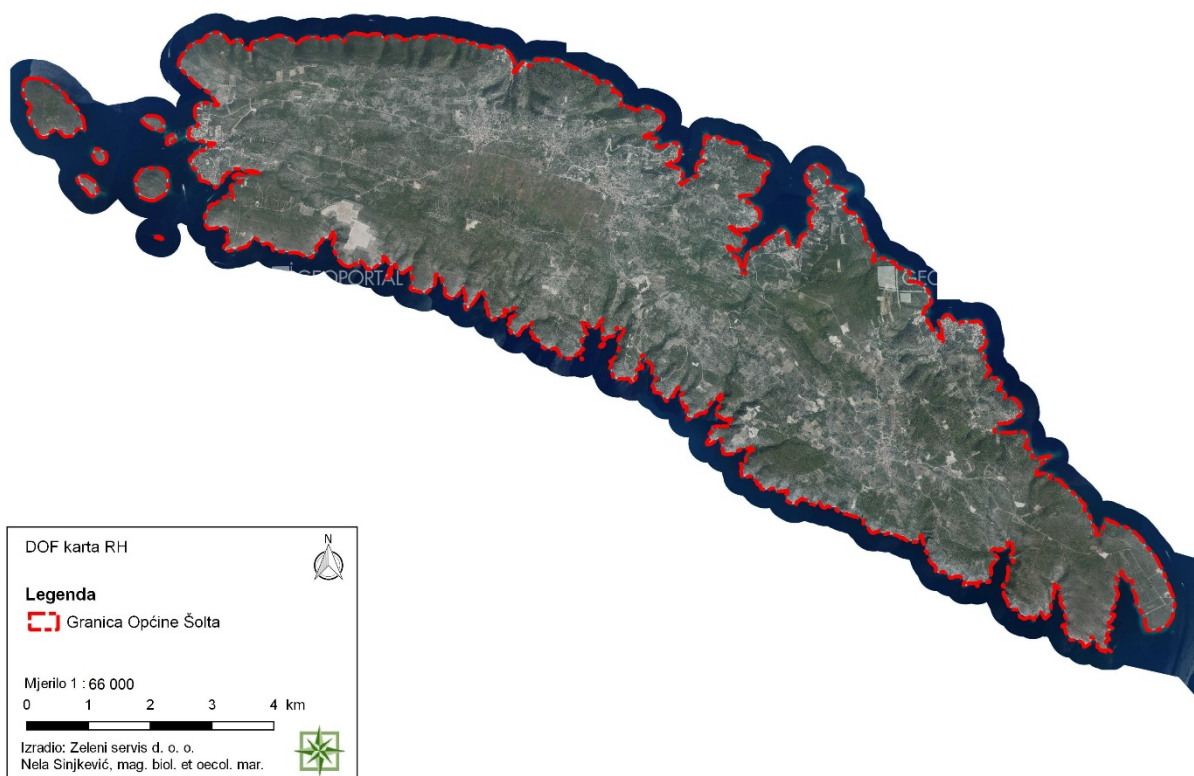 GEOPORTAL
GEO
DOF karta RH
N
Legenda
Granica Općine Šolta
Mjerilo 1 : 66 000
0 1 2 3 4 km
Izradio: Zeleni servis d. o. o.
Nela Sinjkević, mag. biol. et oecol. mar.